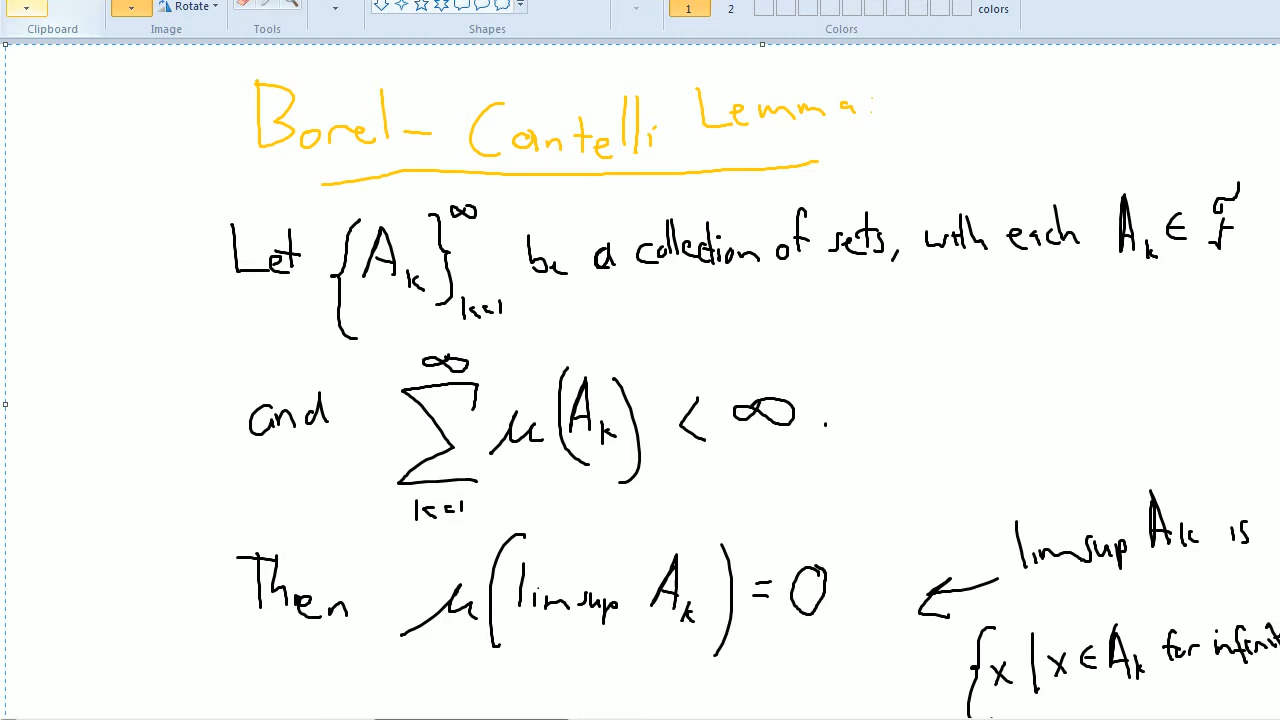 Rotate
Clipboard
Image
Tools
Shapes
1
2
colors
Colors
Borel-Cantelli Lemma:
Let {A_k}_{k=1}^∞ be a collection of sets, with each A_k ∈
and ∑_{k=1}^∞ μ(A_k) < ∞.
Then μ(limsup A_k) = 0
limsup A_k is
{x | x ∈ A_k for